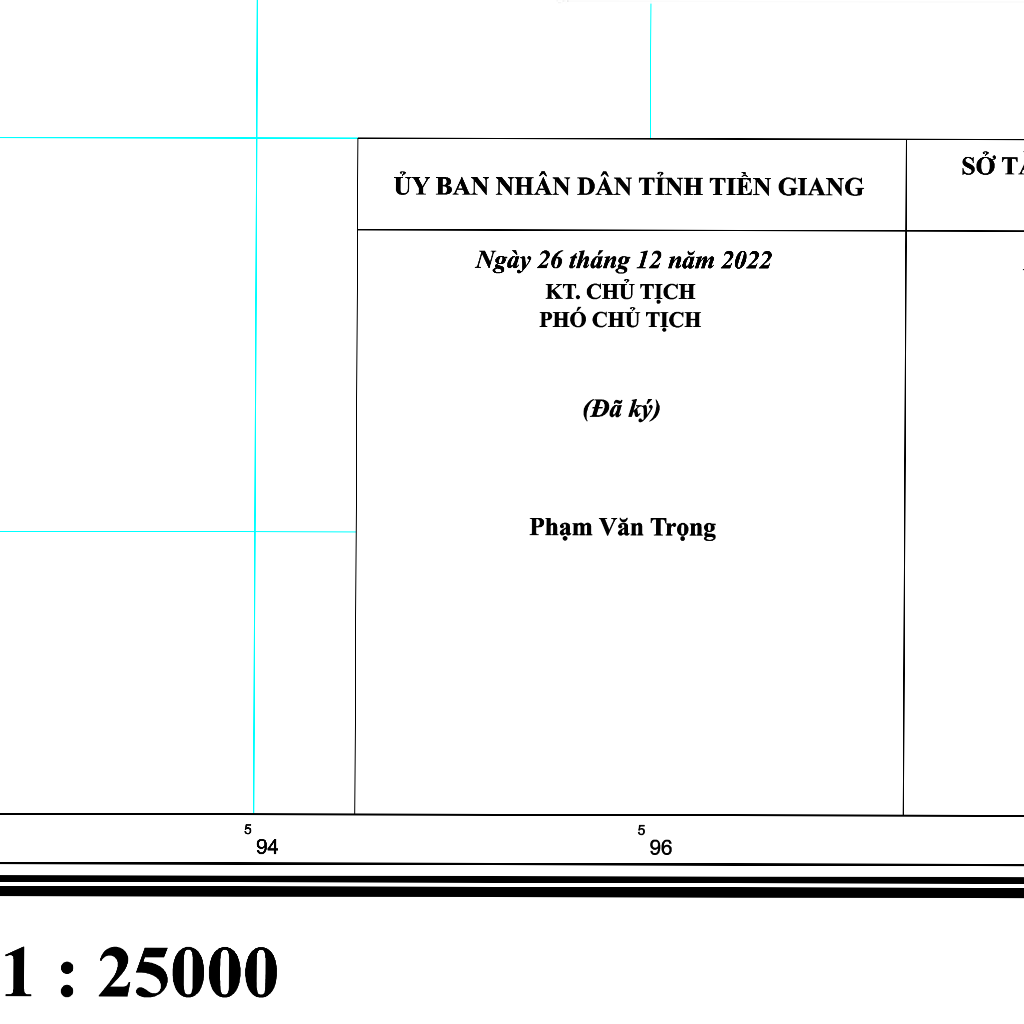 ỦY BAN NHÂN DÂN TỈNH TIỀN GIANG
SỞ
Ngày 26 tháng 12 năm 2022
KT. CHỦ TỊCH
PHÓ CHỦ TỊCH
(Đã ký)
Phạm Văn Trọng
5 94
5 96
1 : 25000